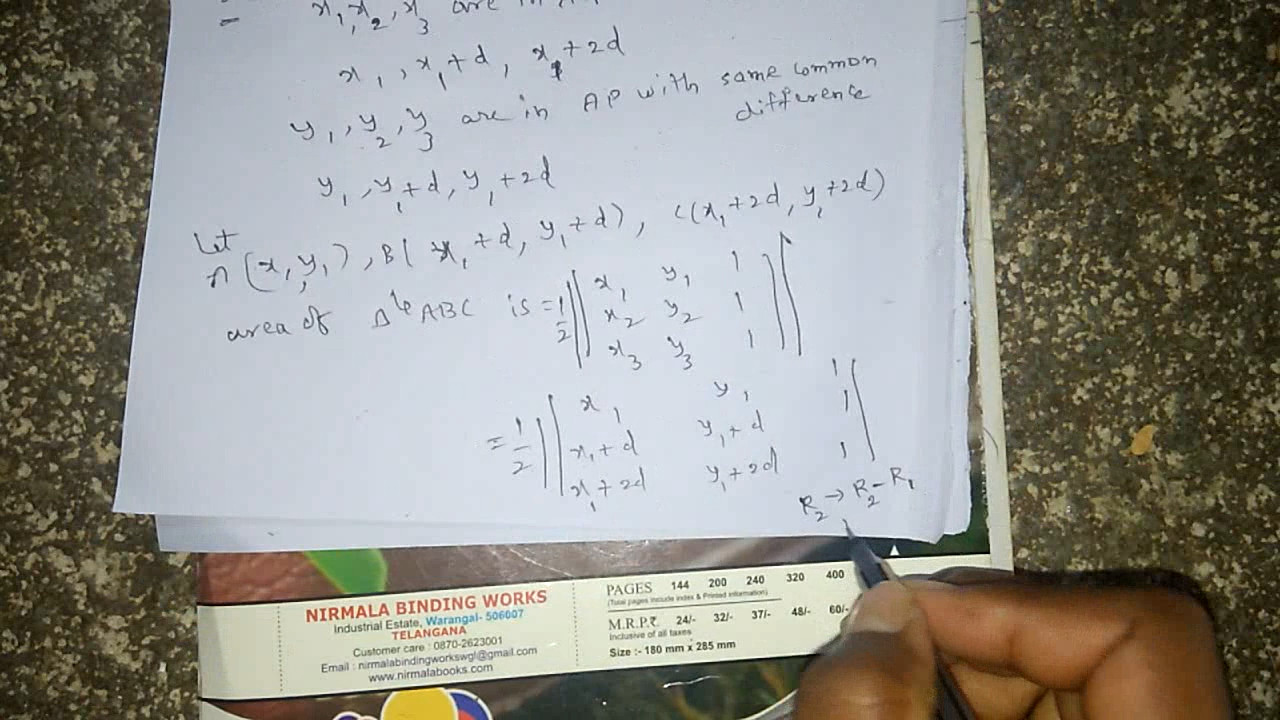 x₁, x₂, x₃ are in
x₁, x₁+d, x₁+2d
y₁, y₂, y₃ are in AP with same common
difference
y₁, y₁+d, y₁+2d
Let
A(x₁, y₁), B(x₁+d, y₁+d), C(x₁+2d, y₁+2d)
area of Δle ABC is = 1/2 || x₁ y₁ 1 ||
x₂ y₂ 1
x₃ y₃ 1
= 1/2 || x₁ y₁ 1 ||
x₁+d y₁+d 1
x₁+2d y₁+2d 1
R₂ → R₂-R₁
NIRMALA BINDING WORKS
Industrial Estate, Warangal- 506007
TELANGANA
Customer care : 0870-2623001
Email : nirmalabindingworkswgl@gmail.com
www.nirmalabooks.com
PAGES 144 200 240 320 400
(Total pages include index & Printed information)
M.R.P.₹. 24/- 32/- 37/- 48/- 60/-
Inclusive of all taxes
Size :- 180 mm x 285 mm